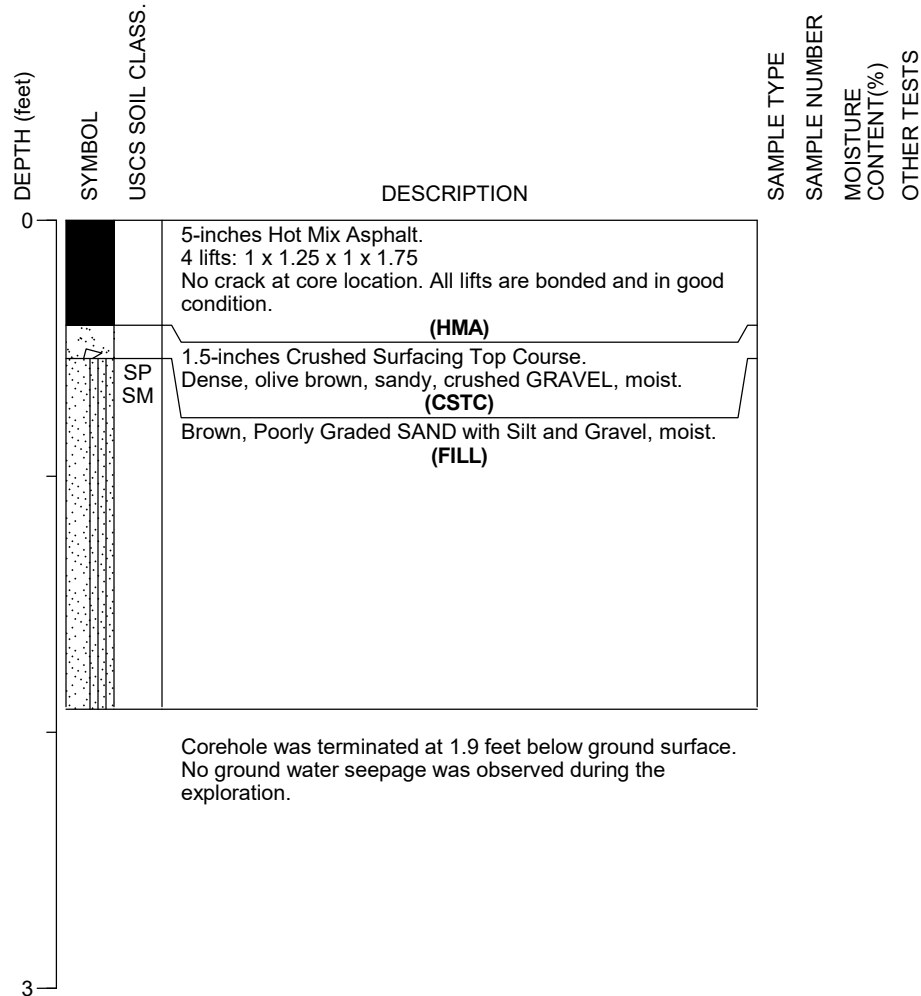 DEPTH (feet)
SYMBOL
USCS SOIL CLASS.
DESCRIPTION
SAMPLE TYPE
SAMPLE NUMBER
MOISTURE
CONTENT(%)
OTHER TESTS
0
5-inches Hot Mix Asphalt.
4 lifts: 1 x 1.25 x 1 x 1.75
No crack at core location. All lifts are bonded and in good
condition.
(HMA)
1.5-inches Crushed Surfacing Top Course.
SP
SM
Dense, olive brown, sandy, crushed GRAVEL, moist.
(CSTC)
Brown, Poorly Graded SAND with Silt and Gravel, moist.
(FILL)
Corehole was terminated at 1.9 feet below ground surface.
No ground water seepage was observed during the
exploration.
3